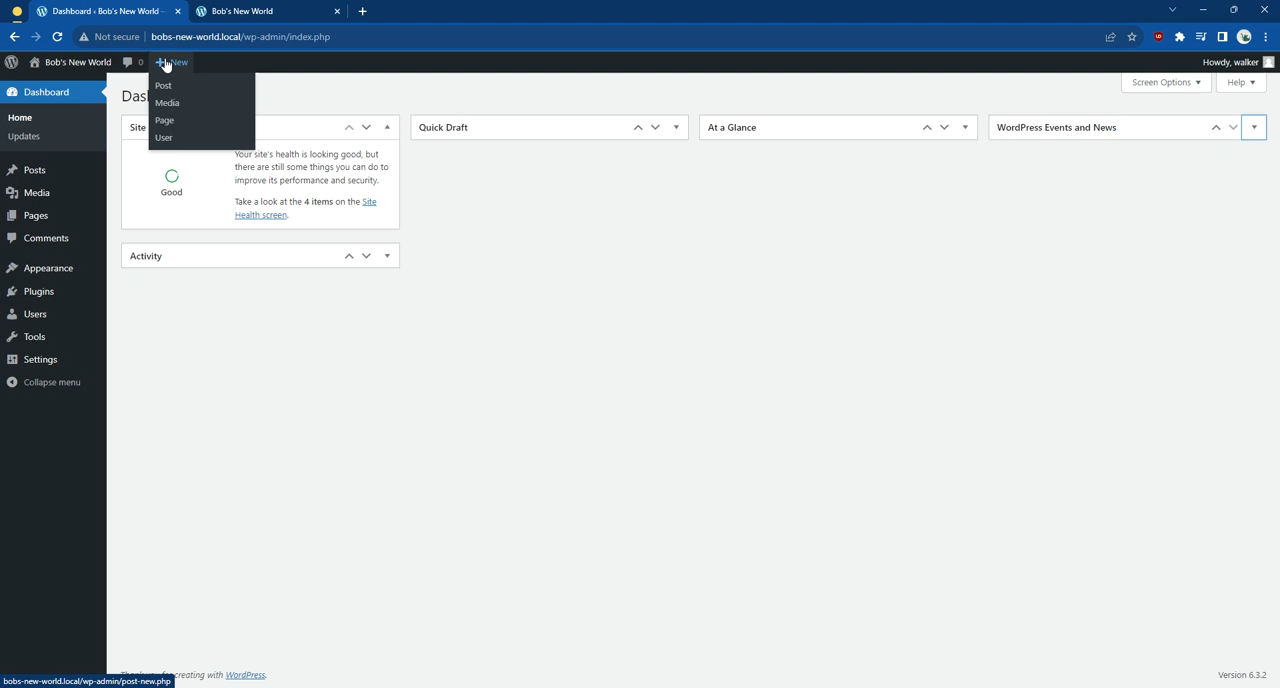 Dashboard ‹ Bob's New World
Bob's New World
Not secure
bobs-new-world.local/wp-admin/index.php
Bob's New World
0
New
Howdy, walker
Post
Media
Page
User
Dashboard
Home
Updates
Posts
Media
Pages
Comments
Appearance
Plugins
Users
Tools
Settings
Collapse menu
Screen Options
Help
Site
Good
Your site's health is looking good, but
there are still some things you can do to
improve its performance and security.
Take a look at the 4 items on the Site
Health screen.
Activity
Quick Draft
At a Glance
WordPress Events and News
creating with WordPress.
Version 6.3.2
bobs-new-world.local/wp-admin/post-new.php